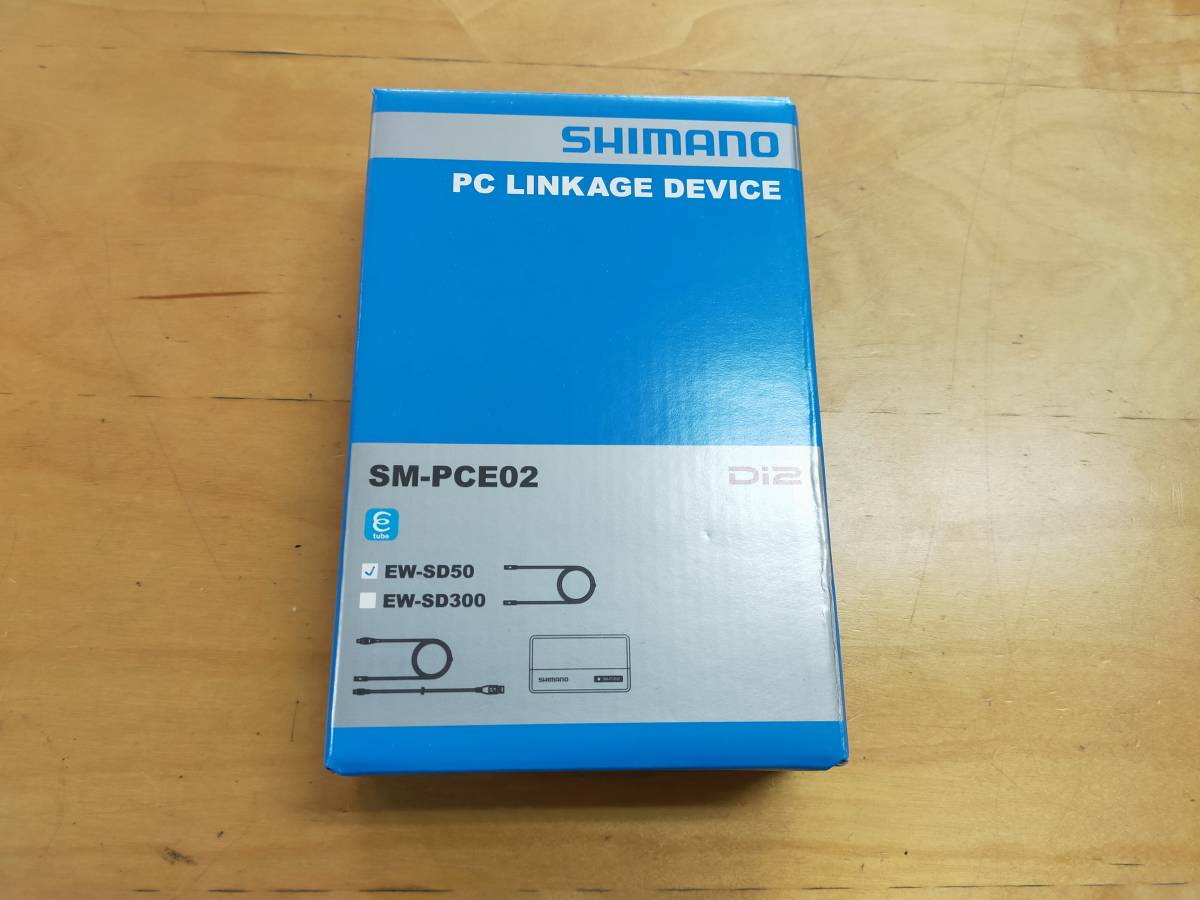 SHIMANO
PC LINKAGE DEVICE
SM-PCE02
Di2
tube
EW-SD50
EW-SD300
SHIMANO